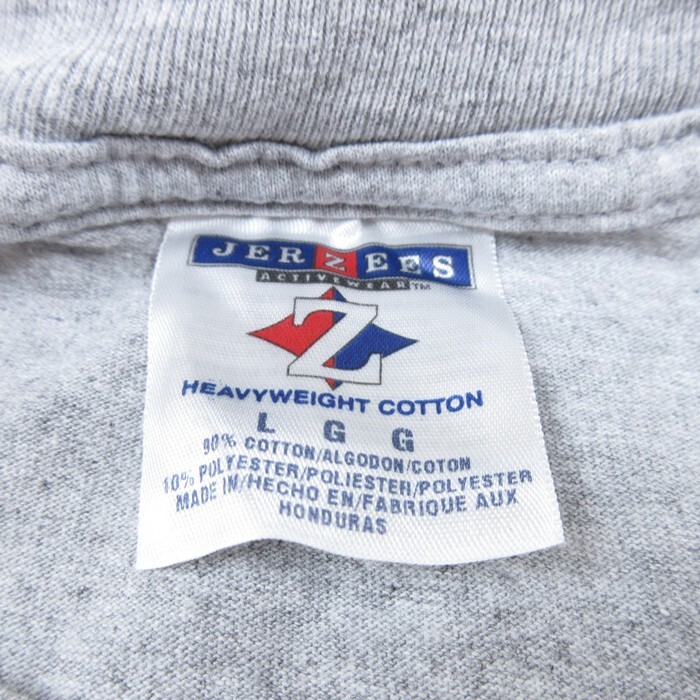 JERZEES
ACTIVEWEAR™
Z
HEAVYWEIGHT COTTON
L G G
90% COTTON/ALGODON/COTON
10% POLYESTER/POLIESTER/POLYESTER
MADE IN/HECHO EN/FABRIQUE AUX
HONDURAS